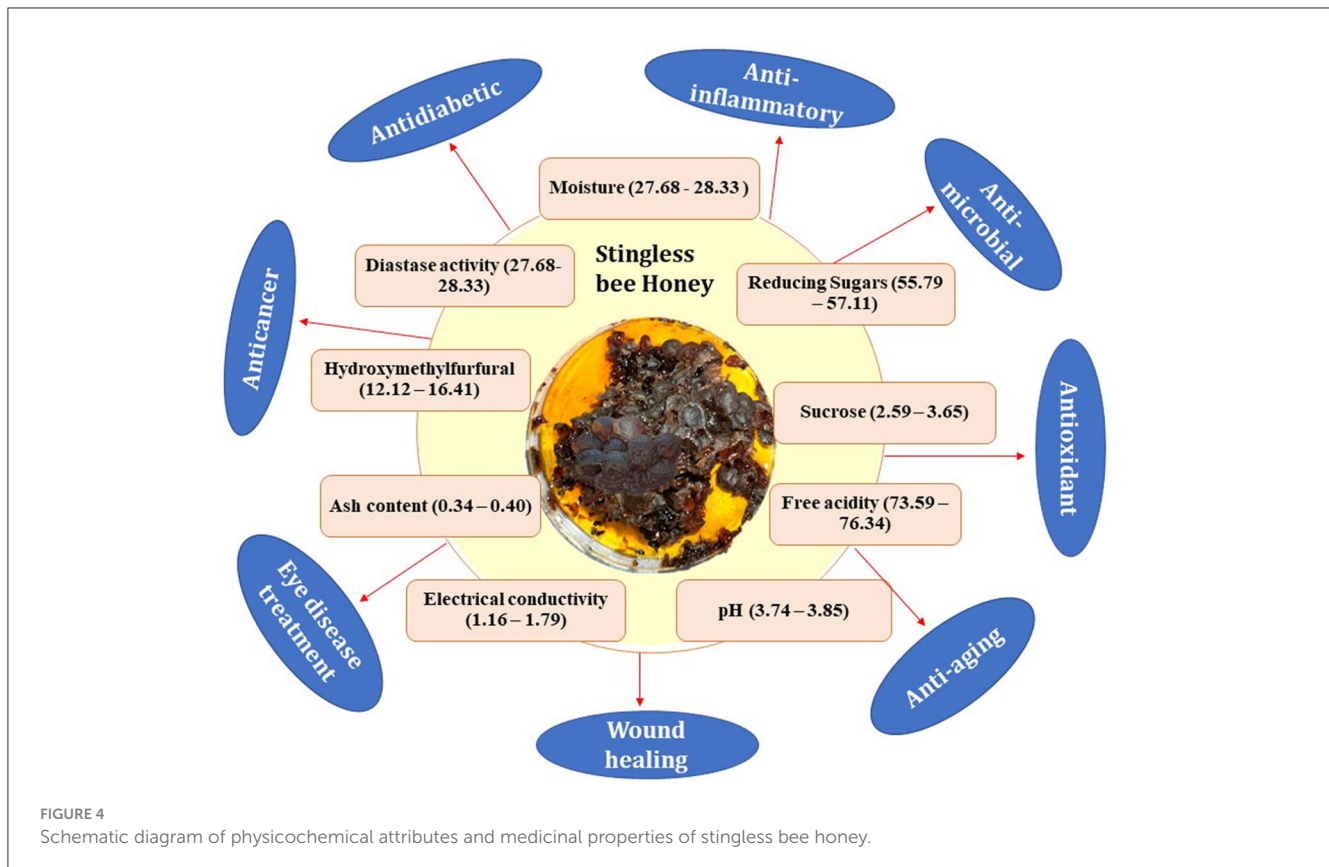 Anti-
inflammatory
Antidiabetic
Anti-
microbial
Moisture (27.68 - 28.33 )
Stingless
bee Honey
Diastase activity (27.68-
28.33)
Reducing Sugars (55.79
– 57.11)
Anticancer
Hydroxymethylfurfural
(12.12 – 16.41)
Sucrose (2.59 – 3.65)
Antioxidant
Ash content (0.34 – 0.40)
Free acidity (73.59 –
76.34)
Eye disease
treatment
Electrical conductivity
(1.16 – 1.79)
pH (3.74 – 3.85)
Anti-aging
Wound
healing
FIGURE 4
Schematic diagram of physicochemical attributes and medicinal properties of stingless bee honey.